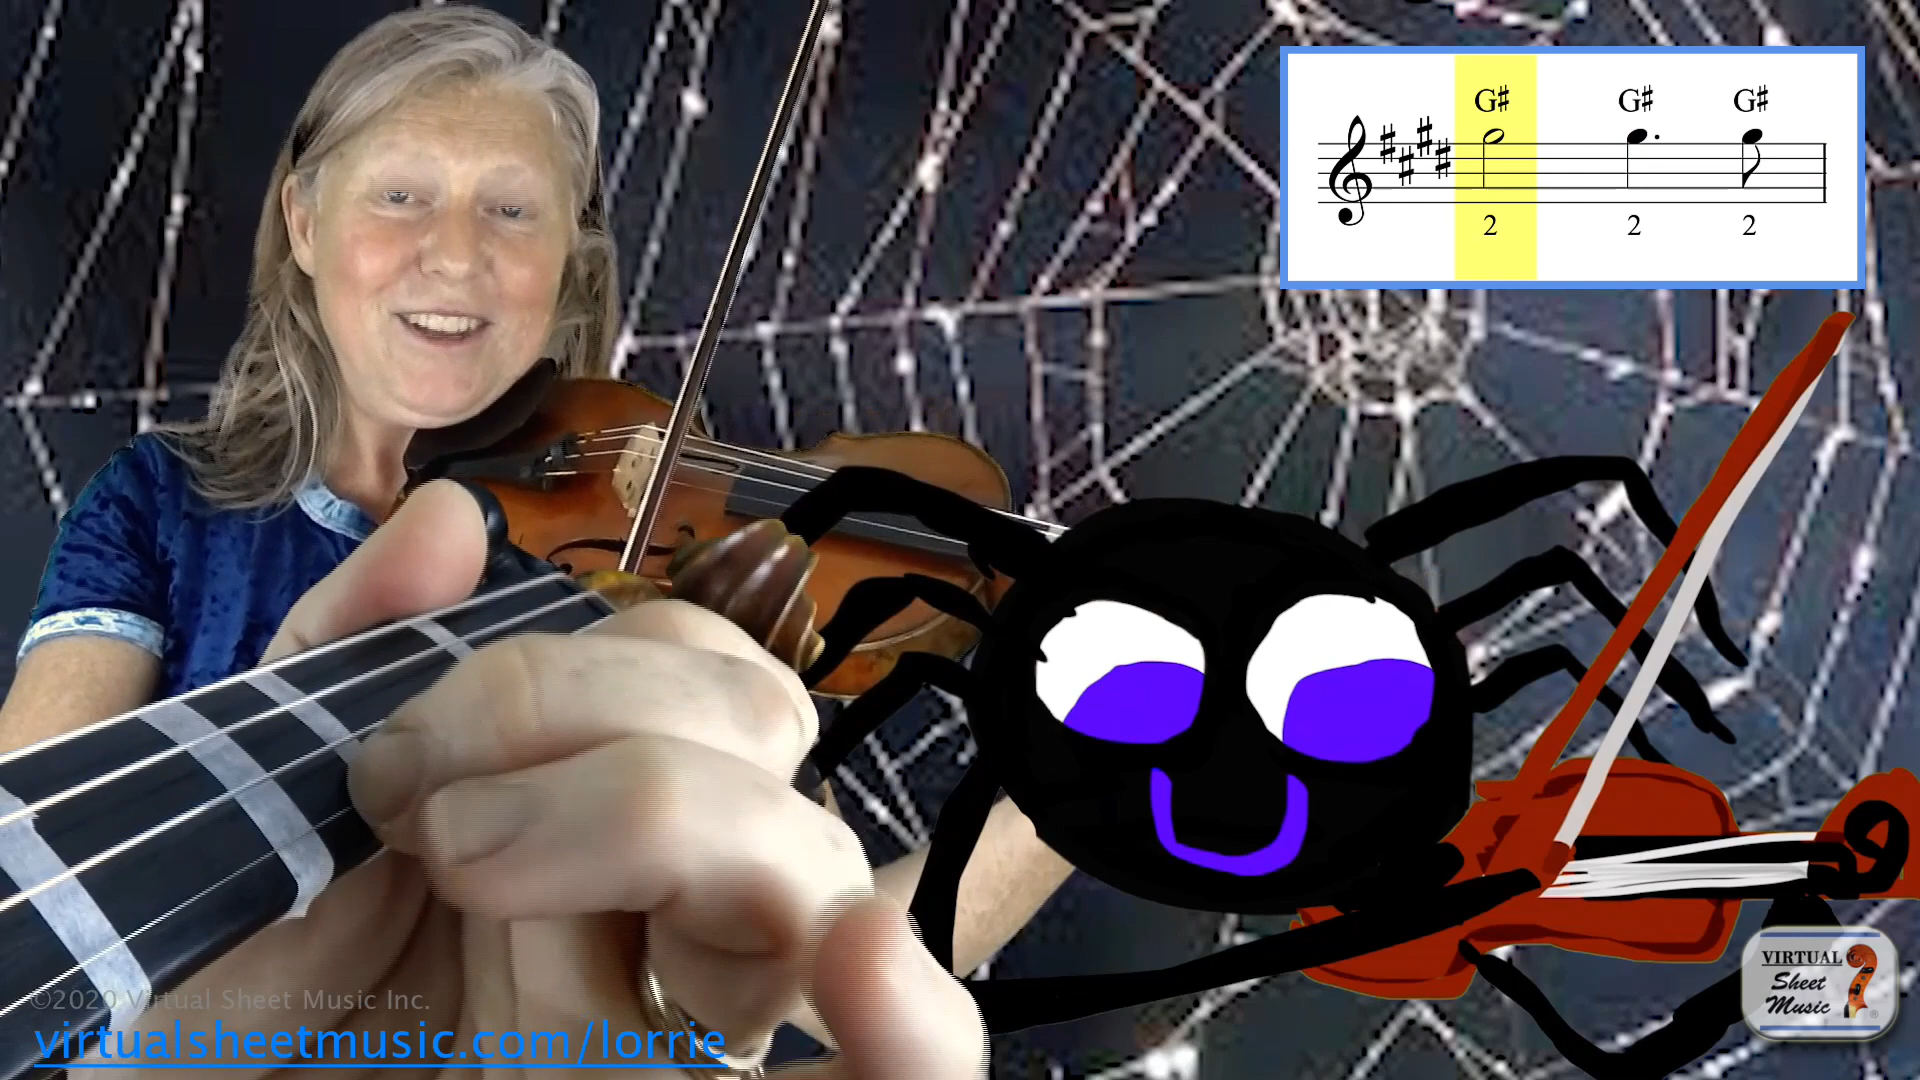 G♯ G♯ G♯
2 2 2
©2020 Virtual Sheet Music Inc.
virtualsheetmusic.com/lorrie
VIRTUAL
Sheet
Music
®